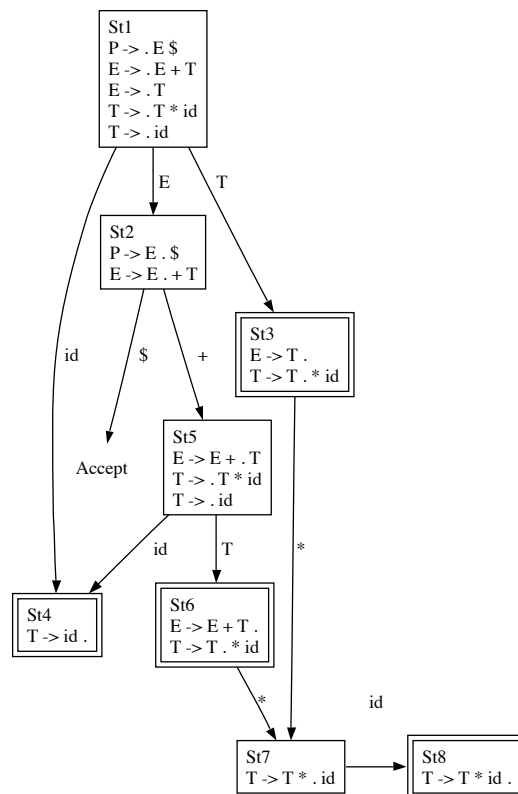 St1
P -> . E $
E -> . E + T
E -> . T
T -> . T * id
T -> . id
E
T
St2
P -> E . $
E -> E . + T
id
$
+
St3
E -> T .
T -> T . * id
Accept
St5
E -> E + . T
T -> . T * id
T -> . id
id
T
*
St4
T -> id .
St6
E -> E + T .
T -> T . * id
*
id
St7
T -> T * . id
St8
T -> T * id .